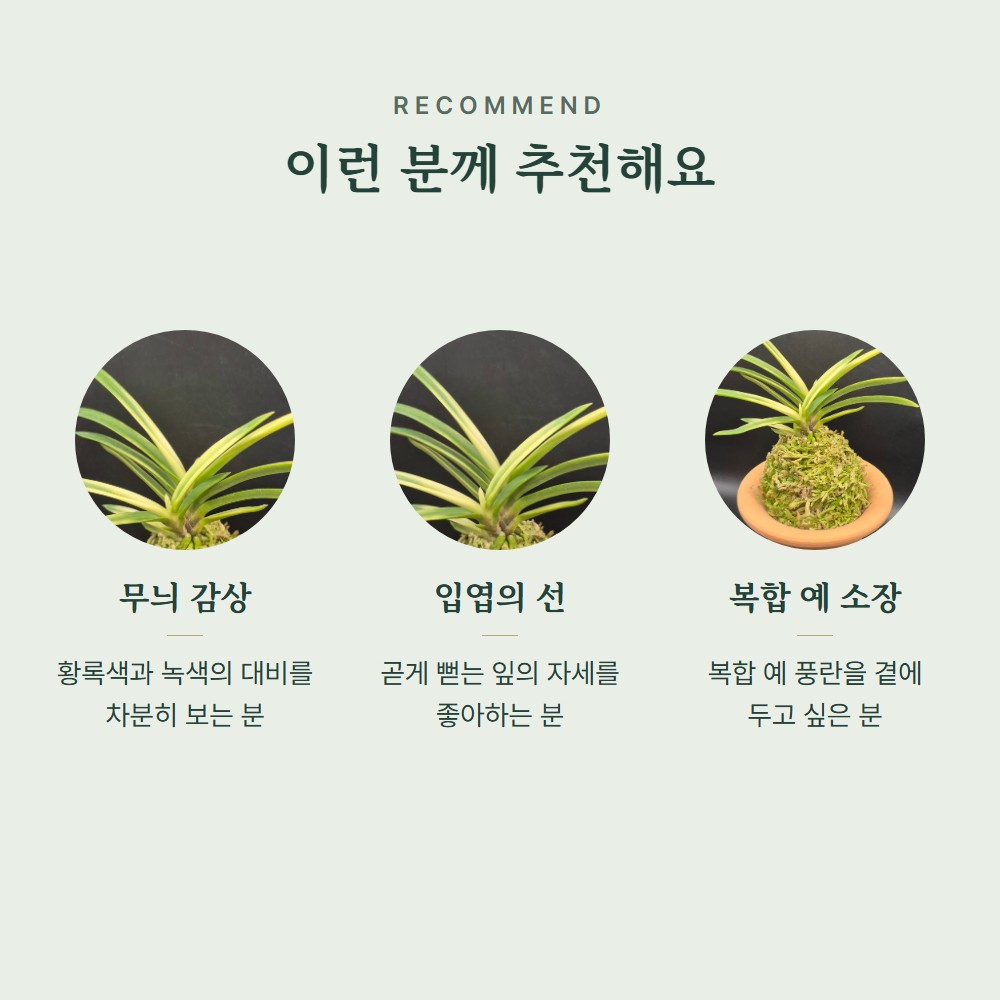 RECOMMEND
이런 분께 추천해요
무늬 감상
입엽의 선
복합 예 소장
황록색과 녹색의 대비를
차분히 보는 분
곧게 뻗는 잎의 자세를
좋아하는 분
복합 예 풍란을 곁에
두고 싶은 분